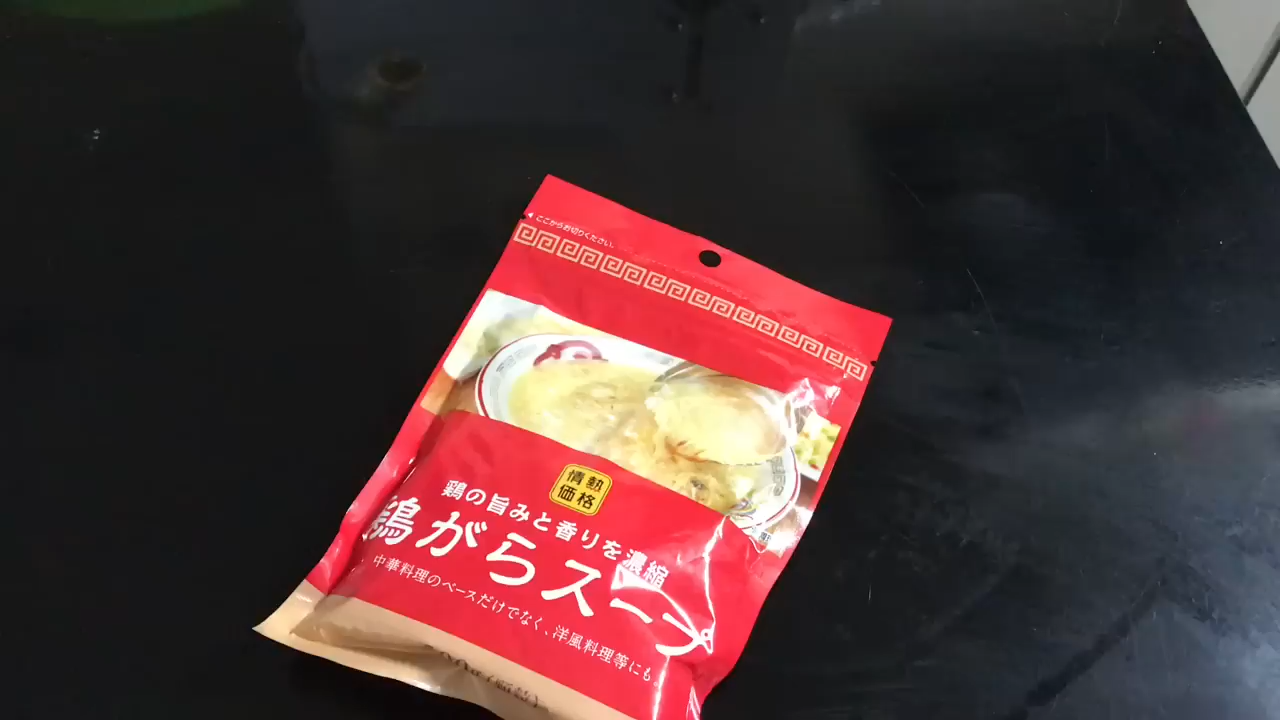 ここからお切りください。
情熱
価格
鶏の旨みと香りを濃縮
鶏がらスープ
中華料理のベースだけでなく、洋風料理等にも。